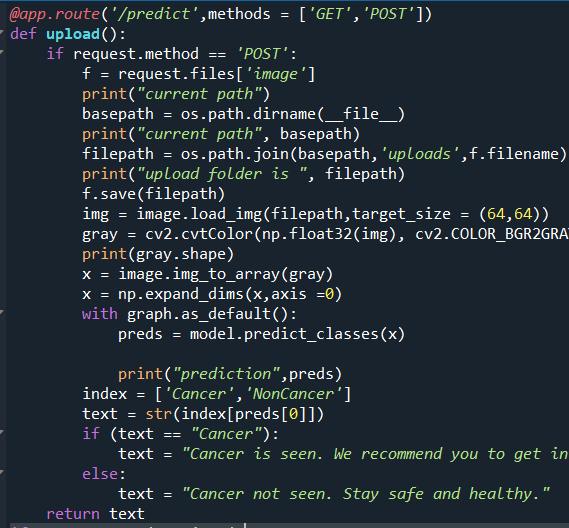 @app.route('/predict',methods = ['GET','POST'])
def upload():
    if request.method == 'POST':
        f = request.files['image']
        print("current path")
        basepath = os.path.dirname(__file__)
        print("current path", basepath)
        filepath = os.path.join(basepath,'uploads',f.filename)
        print("upload folder is ", filepath)
        f.save(filepath)
        img = image.load_img(filepath,target_size = (64,64))
        gray = cv2.cvtColor(np.float32(img), cv2.COLOR_BGR2GRA
        print(gray.shape)
        x = image.img_to_array(gray)
        x = np.expand_dims(x,axis =0)
        with graph.as_default():
            preds = model.predict_classes(x)
            print("prediction",preds)
        index = ['Cancer','NonCancer']
        text = str(index[preds[0]])
        if (text == "Cancer"):
            text = "Cancer is seen. We recommend you to get in
        else:
            text = "Cancer not seen. Stay safe and healthy."
    return text